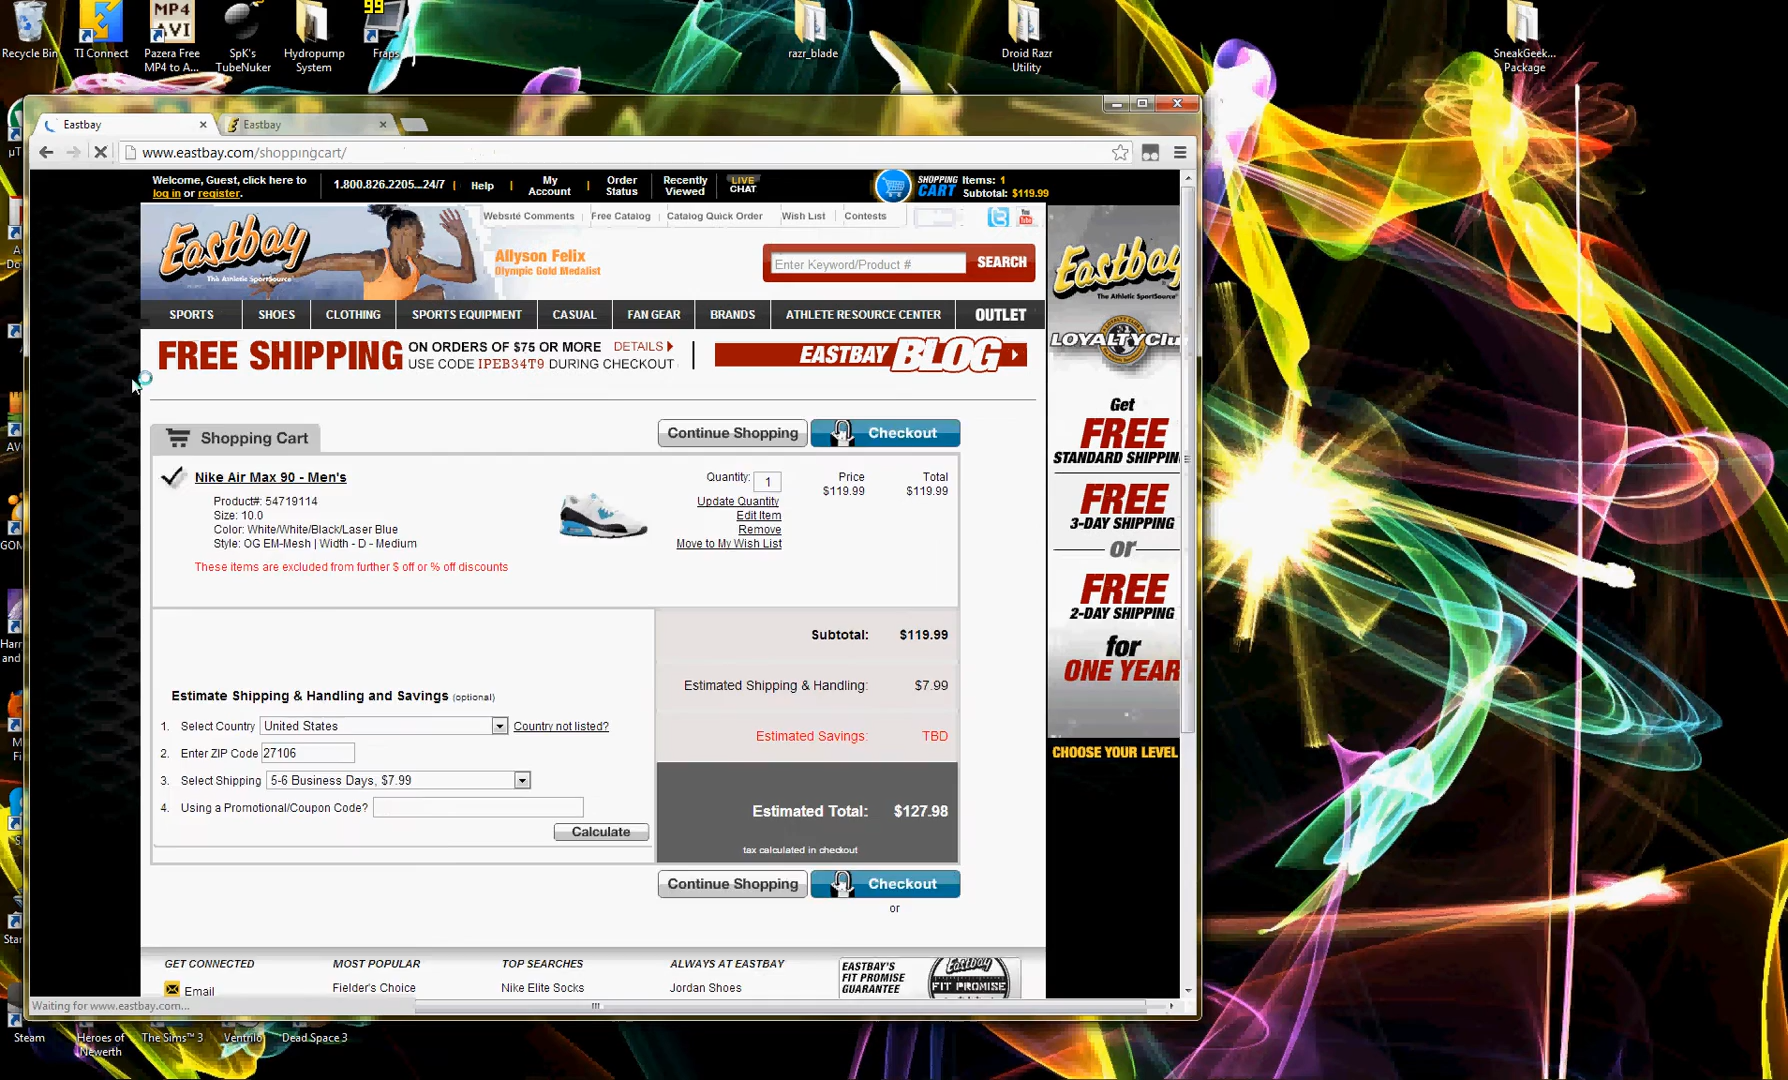 Recycle Bin
TI Connect
MP4
AVI
Pazera Free
MP4 to A...
SpK's
TubeNuker
Hydropump
System
99
Fraps
razr_blade
Droid Razr
Utility
SneakGeek...
Package
Eastbay
Eastbay
www.eastbay.com/shoppingcart/
Welcome, Guest, click here to
log in or register.
1.800.826.2205...24/7
Help
My
Account
Order
Status
Recently
Viewed
LIVE
CHAT
SHOPPING
CART
Items: 1
Subtotal: $119.99
Website Comments
Free Catalog
Catalog Quick Order
Wish List
Contests
Eastbay
The Athletic SportSource
Allyson Felix
Olympic Gold Medalist
Enter Keyword/Product #
SEARCH
SPORTS
SHOES
CLOTHING
SPORTS EQUIPMENT
CASUAL
FAN GEAR
BRANDS
ATHLETE RESOURCE CENTER
OUTLET
FREE SHIPPING
ON ORDERS OF $75 OR MORE DETAILS
USE CODE IPEB34T9 DURING CHECKOUT
EASTBAY BLOG
Eastbay
The Athletic SportSource
LOYALTYClu
Get
FREE
STANDARD SHIPPIN
FREE
3-DAY SHIPPING
or
FREE
2-DAY SHIPPING
for
ONE YEAR
CHOOSE YOUR LEVEL
Shopping Cart
Continue Shopping
Checkout
Nike Air Max 90 - Men's
Product#: 54719114
Size: 10.0
Color: White/White/Black/Laser Blue
Style: OG EM-Mesh | Width - D - Medium
These items are excluded from further $ off or % off discounts
Quantity: 1
Update Quantity
Edit Item
Remove
Move to My Wish List
Price
$119.99
Total
$119.99
Subtotal: $119.99
Estimated Shipping & Handling: $7.99
Estimated Savings: TBD
Estimated Total: $127.98
tax calculated in checkout
Estimate Shipping & Handling and Savings (optional)
1. Select Country United States Country not listed?
2. Enter ZIP Code 27106
3. Select Shipping 5-6 Business Days, $7.99
4. Using a Promotional/Coupon Code?
Calculate
Continue Shopping
Checkout
or
GET CONNECTED
Email
MOST POPULAR
Fielder's Choice
TOP SEARCHES
Nike Elite Socks
ALWAYS AT EASTBAY
Jordan Shoes
EASTBAY'S
FIT PROMISE
GUARANTEE
Eastbay
FIT PROMISE
Waiting for www.eastbay.com...
Steam
Heroes of
Newerth
The Sims™ 3
Ventrilo
Dead Space 3